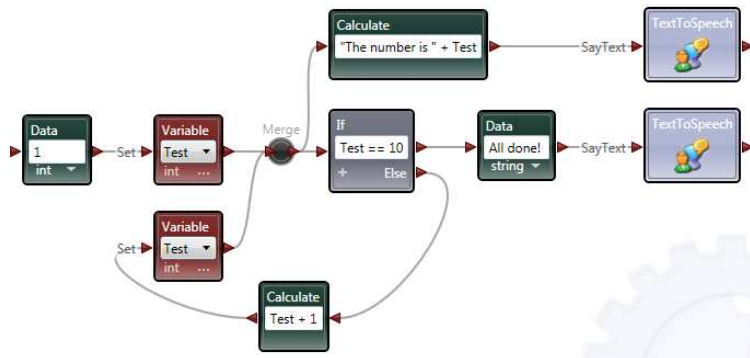 Calculate
"The number is " + Test
SayText
TextToSpeech
Data
1
int
Set
Variable
Test
int ...
Merge
If
Test == 10
+ Else
Data
All done!
string
SayText
TextToSpeech
Set
Variable
Test
int ...
Calculate
Test + 1